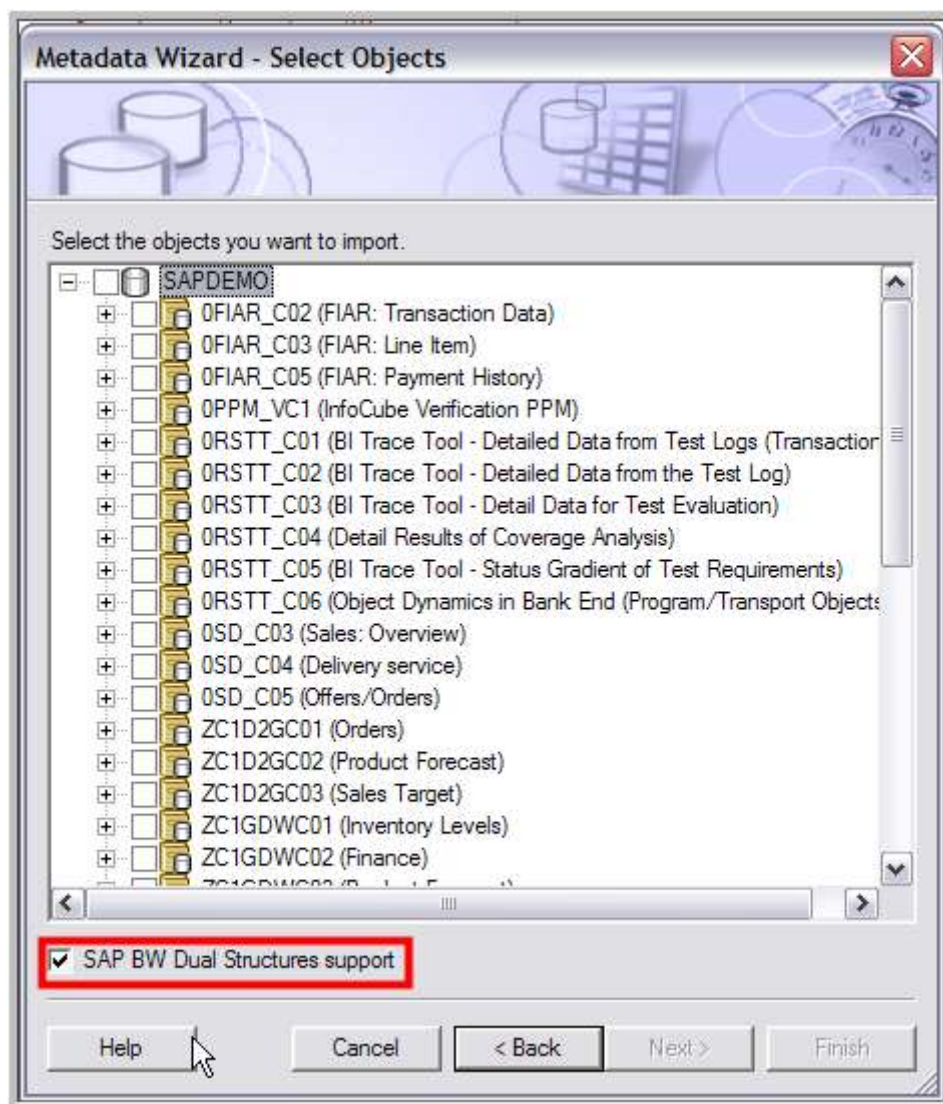 Metadata Wizard - Select Objects
Select the objects you want to import.
SAPDEMO
0FIAR_C02 (FIAR: Transaction Data)
0FIAR_C03 (FIAR: Line Item)
0FIAR_C05 (FIAR: Payment History)
0PPM_VC1 (InfoCube Verification PPM)
0RSTT_C01 (BI Trace Tool - Detailed Data from Test Logs (Transaction
0RSTT_C02 (BI Trace Tool - Detailed Data from the Test Log)
0RSTT_C03 (BI Trace Tool - Detail Data for Test Evaluation)
0RSTT_C04 (Detail Results of Coverage Analysis)
0RSTT_C05 (BI Trace Tool - Status Gradient of Test Requirements)
0RSTT_C06 (Object Dynamics in Bank End (Program/Transport Objects
0SD_C03 (Sales: Overview)
0SD_C04 (Delivery service)
0SD_C05 (Offers/Orders)
ZC1D2GC01 (Orders)
ZC1D2GC02 (Product Forecast)
ZC1D2GC03 (Sales Target)
ZC1GDWC01 (Inventory Levels)
ZC1GDWC02 (Finance)
SAP BW Dual Structures support
Help Cancel < Back Next > Finish